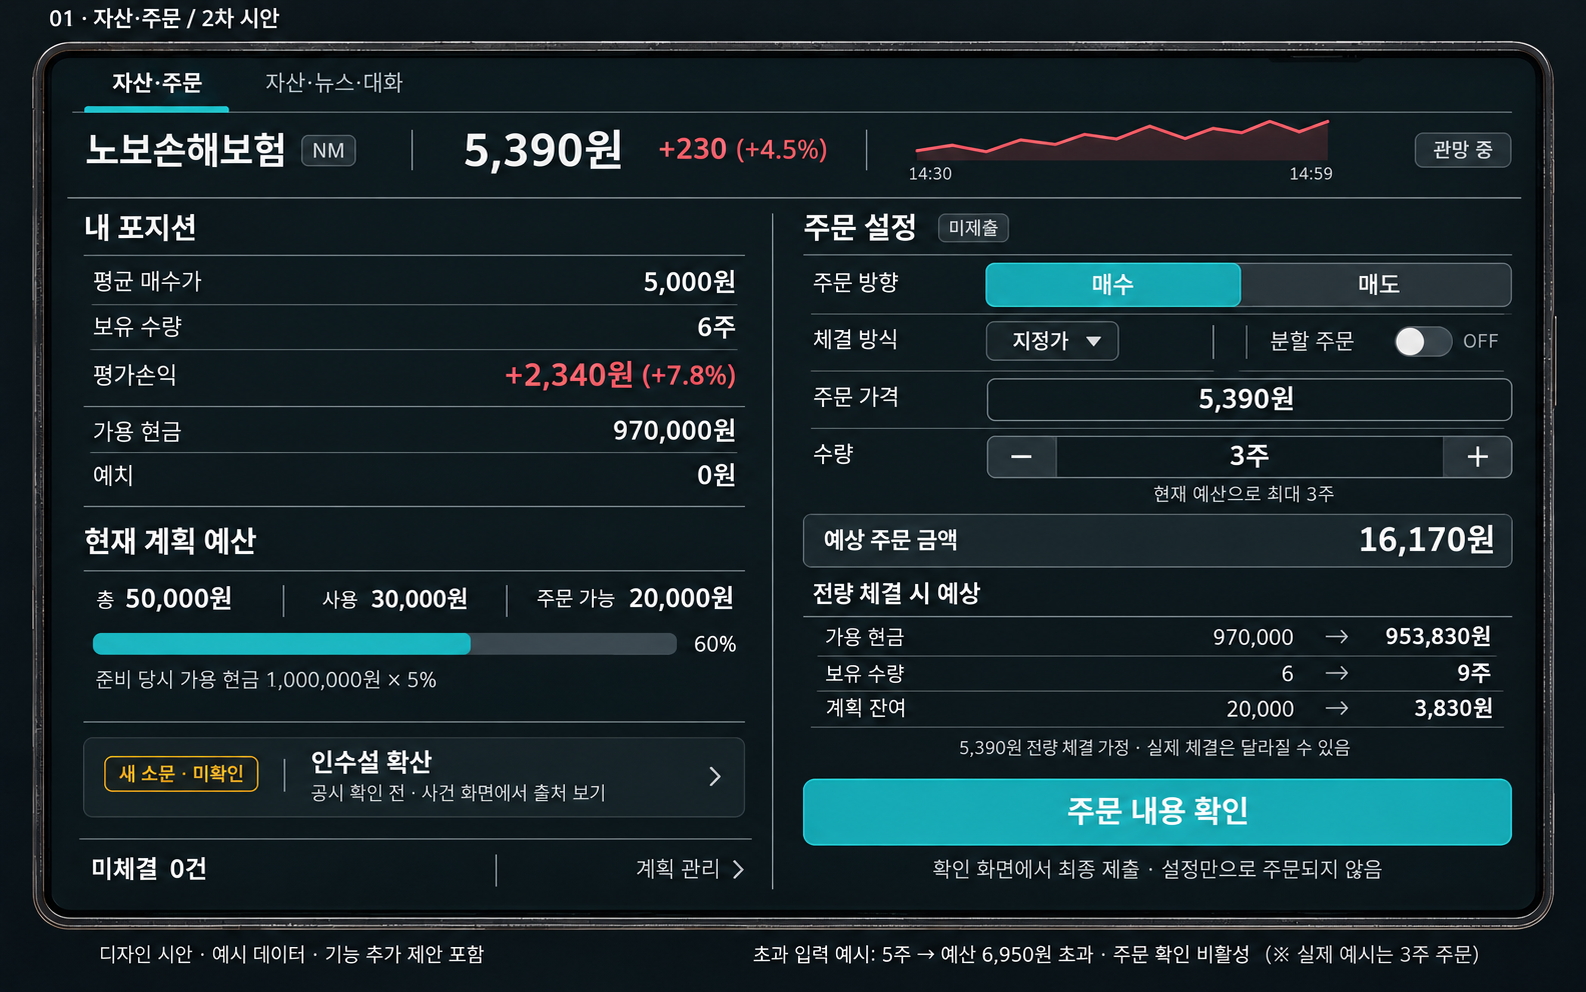 01 · 자산·주문 / 2차 시안
자산·주문 자산·뉴스·대화
노보손해보험 NM 5,390원 +230 (+4.5%) 관망 중
14:30 14:59
내 포지션
평균 매수가 5,000원
보유 수량 6주
평가손익 +2,340원 (+7.8%)
가용 현금 970,000원
예치 0원
현재 계획 예산
총 50,000원 사용 30,000원 주문 가능 20,000원
60%
준비 당시 가용 현금 1,000,000원 × 5%
새 소문 · 미확인
인수설 확산
공시 확인 전 · 사건 화면에서 출처 보기
미체결 0건 계획 관리
주문 설정 미제출
주문 방향 매수 매도
체결 방식 지정가 ▼ 분할 주문 OFF
주문 가격 5,390원
수량 − 3주 +
현재 예산으로 최대 3주
예상 주문 금액 16,170원
전량 체결 시 예상
가용 현금 970,000 → 953,830원
보유 수량 6 → 9주
계획 잔여 20,000 → 3,830원
5,390원 전량 체결 가정 · 실제 체결은 달라질 수 있음
주문 내용 확인
확인 화면에서 최종 제출 · 설정만으로 주문되지 않음
디자인 시안 · 예시 데이터 · 기능 추가 제안 포함
초과 입력 예시: 5주 → 예산 6,950원 초과 · 주문 확인 비활성 (※ 실제 예시는 3주 주문)